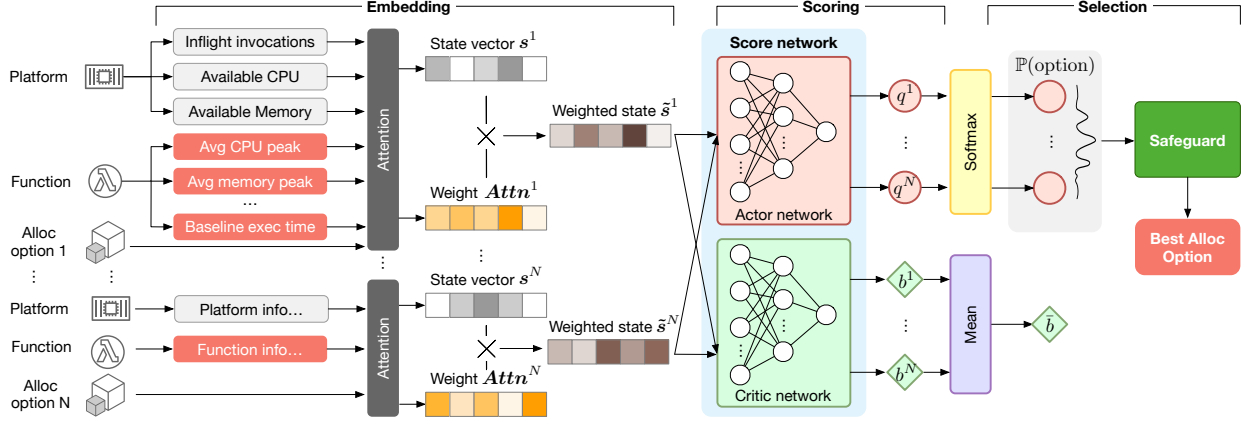 Embedding
Scoring
Selection
Platform
Inflight invocations
Available CPU
Available Memory
Function
Avg CPU peak
Avg memory peak
...
Baseline exec time
Alloc
option 1
⋮
⋮
Platform
Platform info...
Function
Function info...
Alloc
option N
Attention
...
Attention
State vector s¹
Weight Attn¹
Weighted state s̃¹
⋮
State vector sᴺ
Weight Attnᴺ
Weighted state s̃ᴺ
Score network
Actor network
Critic network
q¹
⋮
qᴺ
b¹
⋮
bᴺ
Softmax
Mean
b̄
ℙ(option)
⋮
Safeguard
Best Alloc
Option